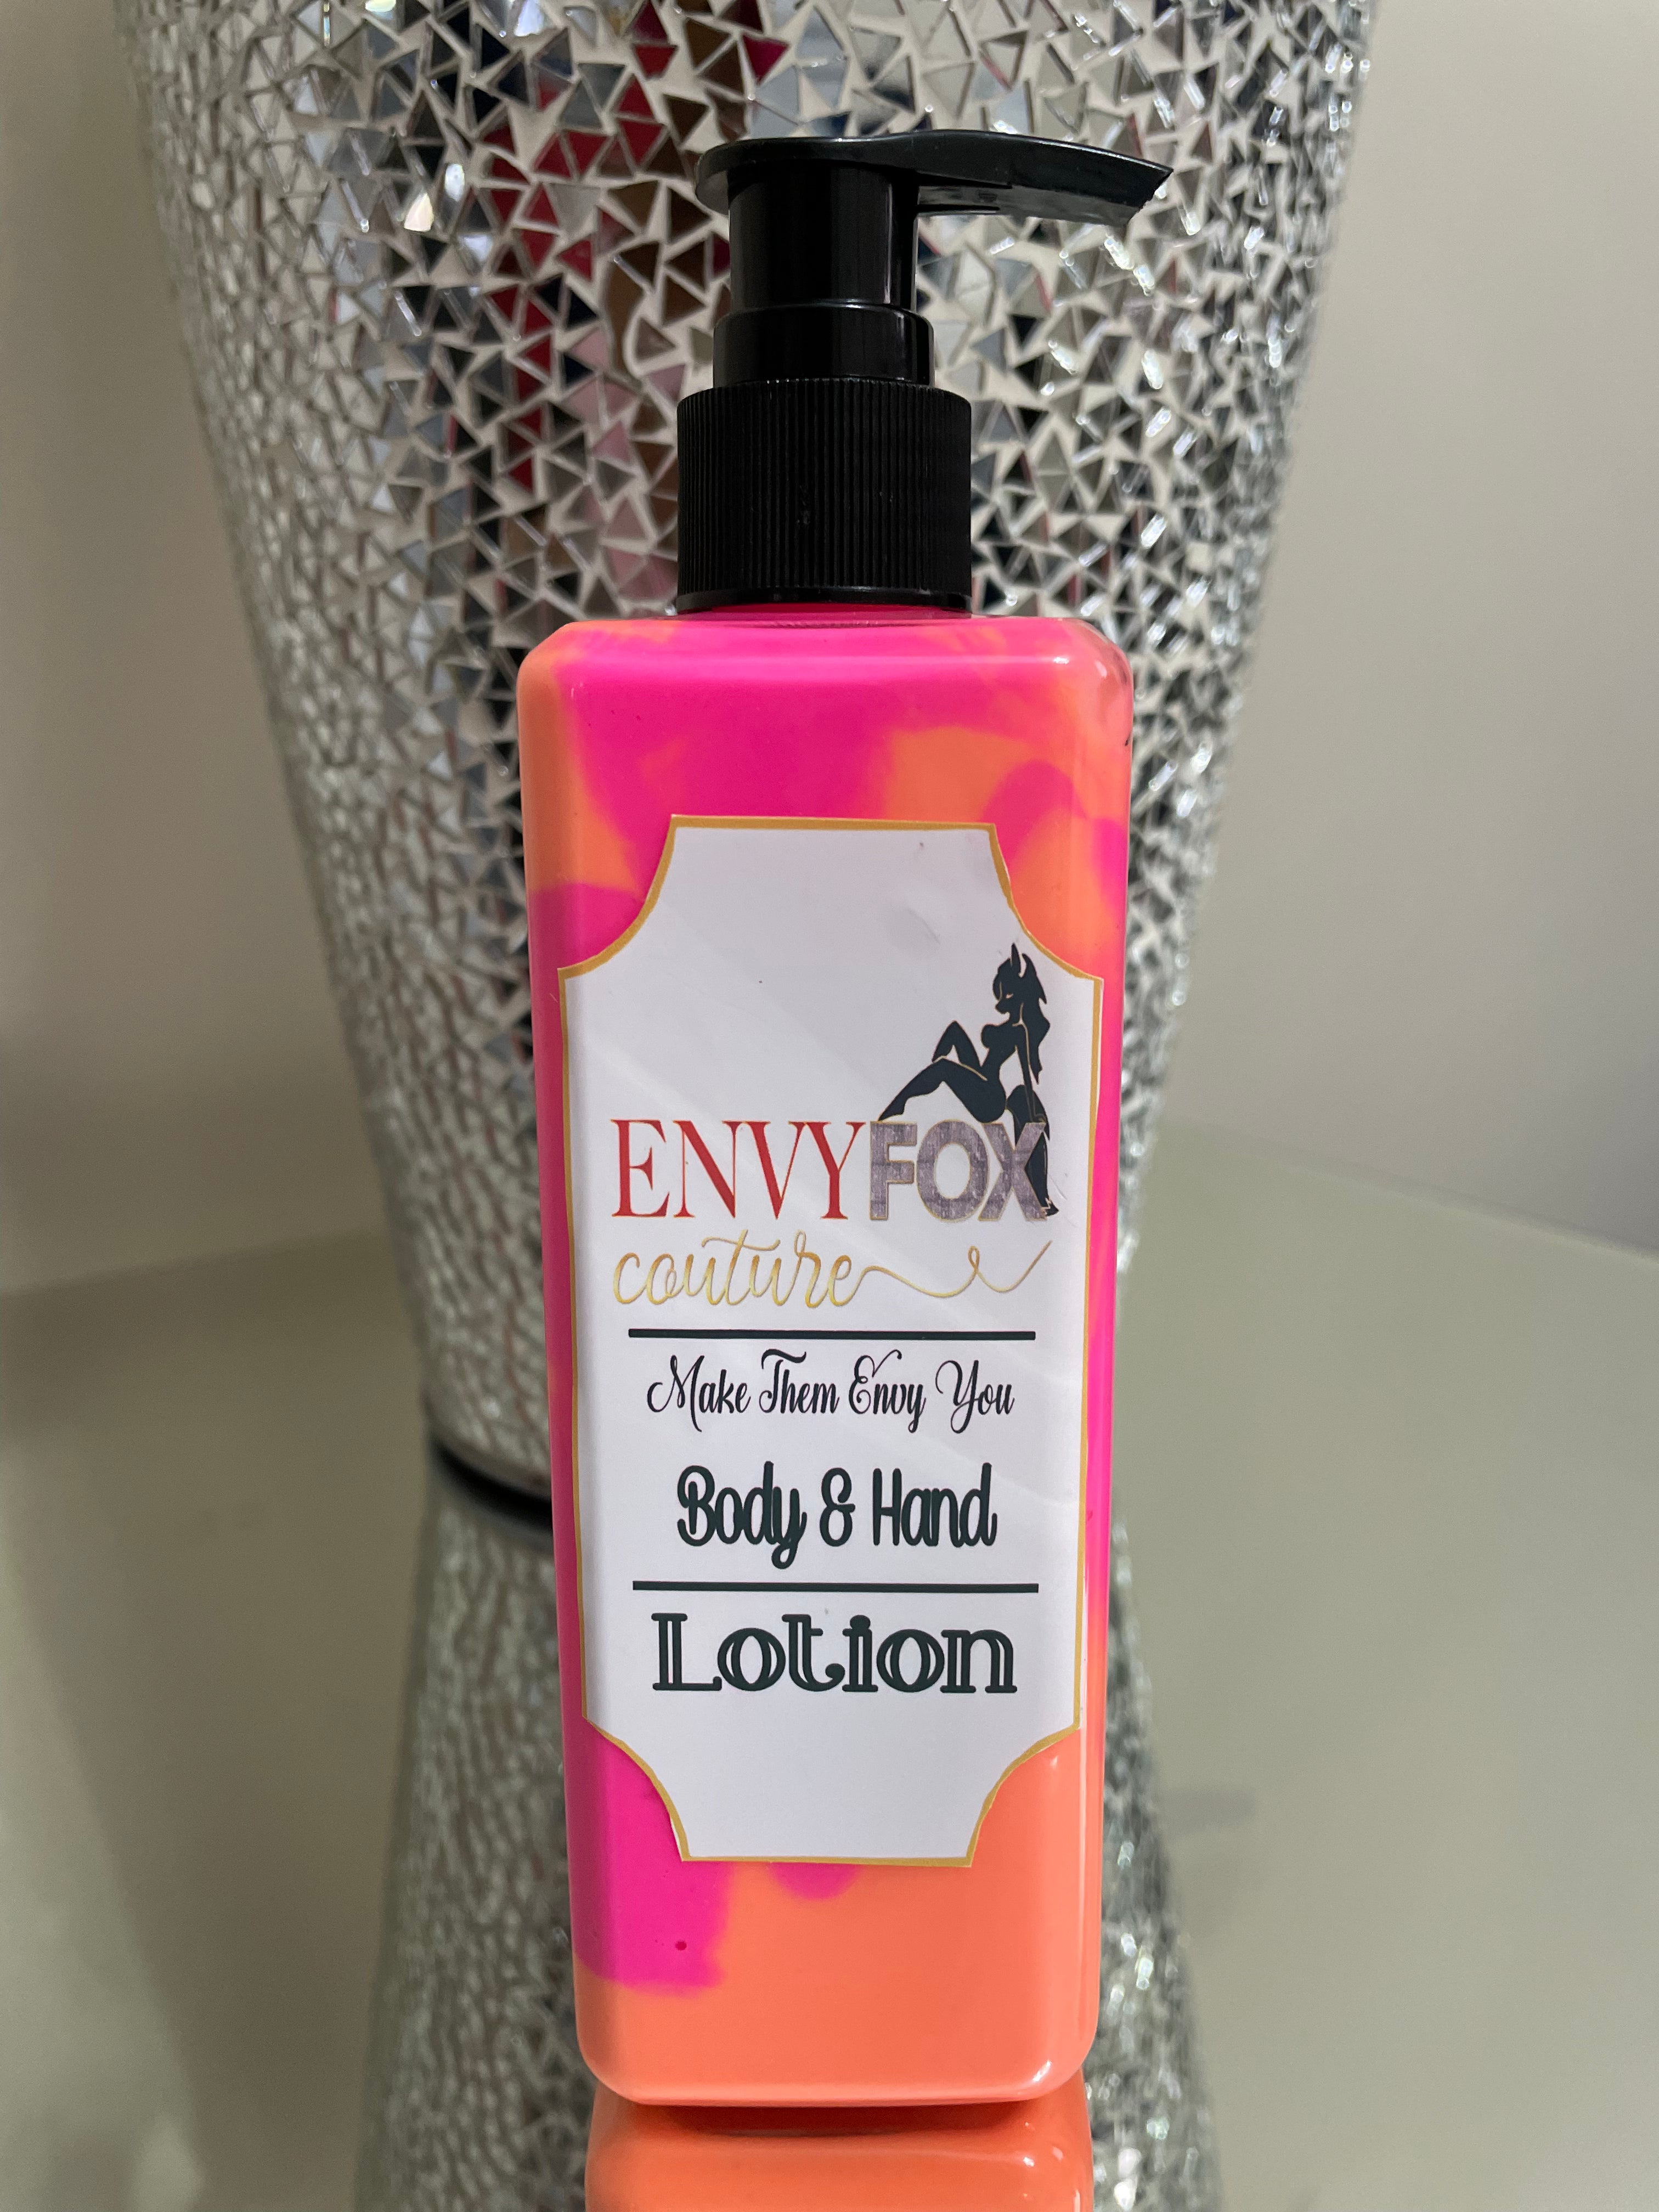 ENVYFOX
couture
Make Them Envy You
Body & Hand
Lotion